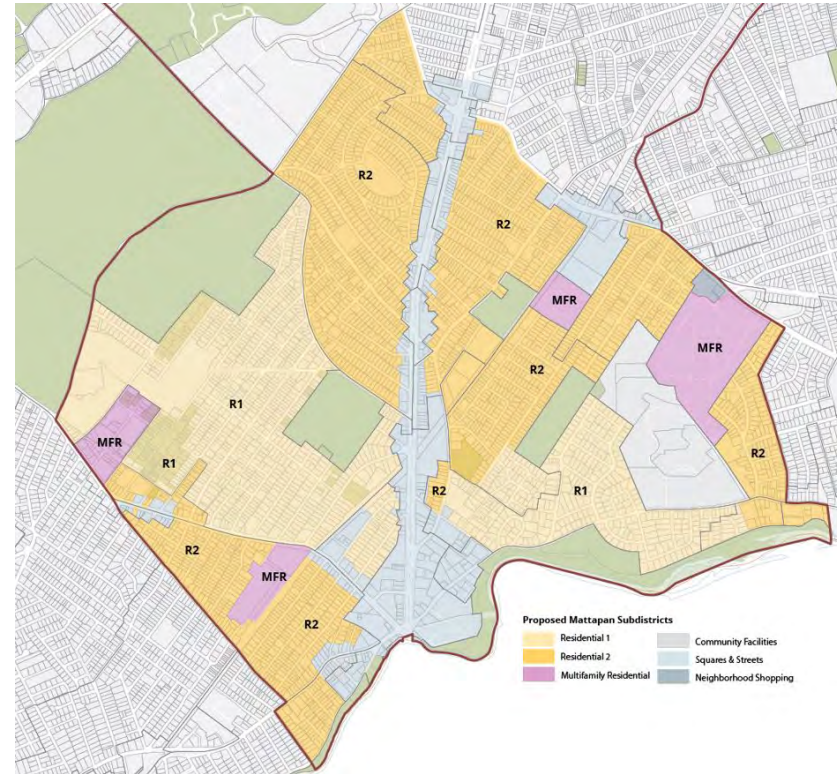 R2
R2
MFR
MFR
R2
R1
MFR
R1
R2
R2
R1
R2
MFR
R2
Proposed Mattapan Subdistricts
Residential 1
Residential 2
Multifamily Residential
Community Facilities
Squares & Streets
Neighborhood Shopping